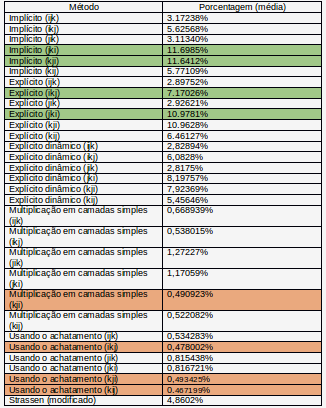 Método Porcentagem (média)
Implícito (ijk) 3.17238%
Implícito (ikj) 5.62568%
Implícito (jik) 3.11340%
Implícito (jki) 11.6985%
Implícito (kji) 11.6412%
Implícito (kij) 5.77109%
Explícito (ijk) 2.89752%
Explícito (ikj) 7.17026%
Explícito (jik) 2.92621%
Explícito (jki) 10.9781%
Explícito (kji) 10.9628%
Explícito (kij) 6.46127%
Explícito dinâmico (ijk) 2,82894%
Explícito dinâmico (ikj) 6,0828%
Explícito dinâmico (jik) 2,8175%
Explícito dinâmico (jki) 8,19757%
Explícito dinâmico (kji) 7,92369%
Explícito dinâmico (kij) 5,45646%
Multiplicação em camadas simples 0,668939%
(ijk)
Multiplicação em camadas simples 0,538015%
(ikj)
Multiplicação em camadas simples 1,27227%
(jik)
Multiplicação em camadas simples 1,17059%
(jki)
Multiplicação em camadas simples 0,490923%
(kji)
Multiplicação em camadas simples 0,522082%
(kij)
Usando o achatamento (ijk) 0,534283%
Usando o achatamento (ikj) 0,478002%
Usando o achatamento (jik) 0,815438%
Usando o achatamento (jki) 0,816721%
Usando o achatamento (kji) 0,493425%
Usando o achatamento (kij) 0,467199%
Strassen (modificado) 4,8602%